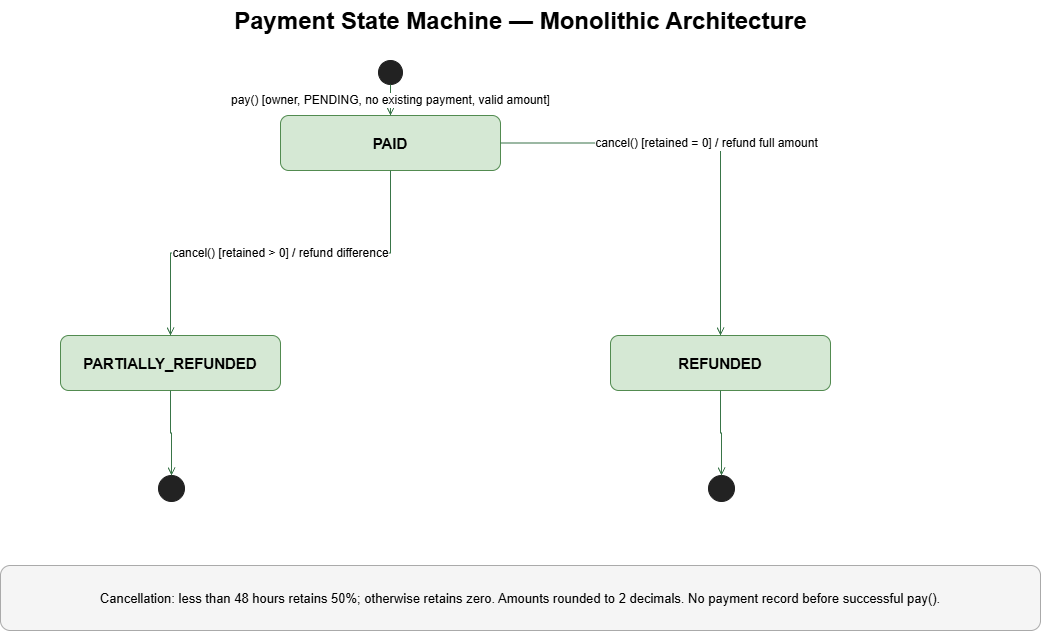 Payment State Machine — Monolithic Architecture
pay() [owner, PENDING, no existing payment, valid amount]
PAID
cancel() [retained = 0] / refund full amount
cancel() [retained > 0] / refund difference
PARTIALLY_REFUNDED
REFUNDED
Cancellation: less than 48 hours retains 50%; otherwise retains zero. Amounts rounded to 2 decimals. No payment record before successful pay().